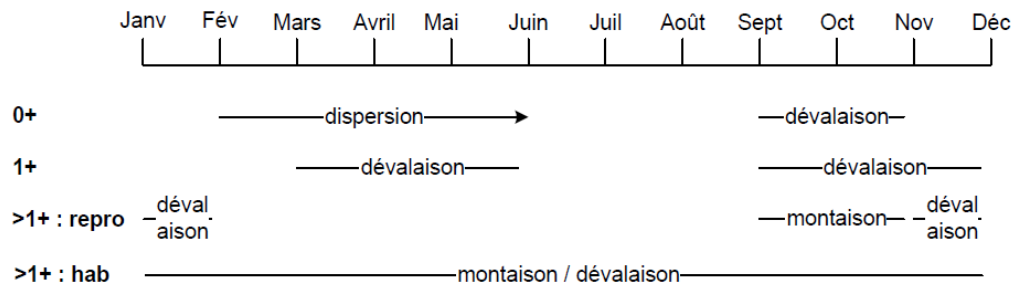 Janv Fév Mars Avril Mai Juin Juil Août Sept Oct Nov Déc
0+ dispersion dévalaison
1+ dévalaison dévalaison
>1+ : repro déval aison montaison déval aison
>1+ : hab montaison / dévalaison